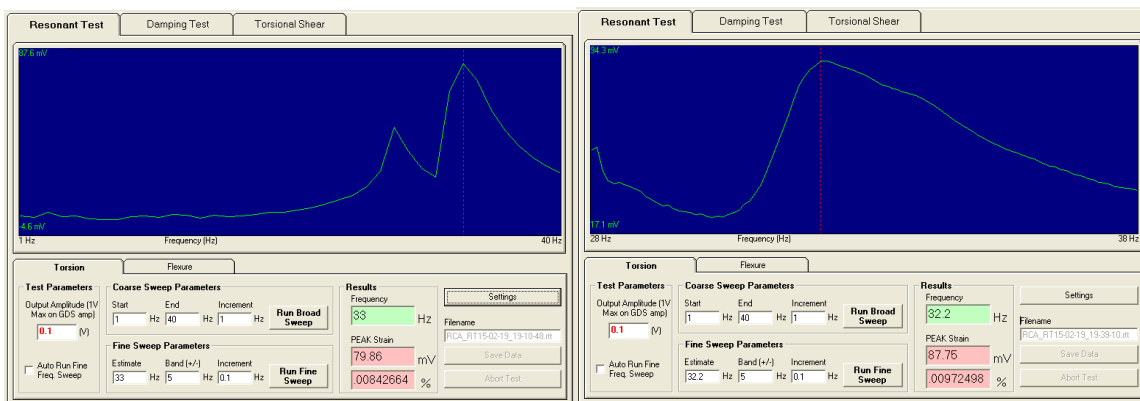 Resonant Test Damping Test Torsional Shear
37.6 mV
-4.6 mV
1 Hz Frequency (Hz) 40 Hz
Torsion Flexure
Test Parameters
Output Amplitude (1V
Max on GDS amp)
0.1 (V)
Auto Run Fine
Freq. Sweep
Coarse Sweep Parameters
Start End Increment
1 Hz 40 Hz 1 Hz
Run Broad
Sweep
Fine Sweep Parameters
Estimate Band (+/-) Increment
33 Hz 5 Hz 0.1 Hz
Run Fine
Sweep
Results
Frequency
33 Hz
PEAK Strain
79.86 mV
.00842664 %
Settings
Filename
RCA_RT15-02-19_19-10-48.rtt
Save Data
Abort Test
Resonant Test Damping Test Torsional Shear
34.3 mV
17.1 mV
28 Hz Frequency (Hz) 38 Hz
Torsion Flexure
Test Parameters
Output Amplitude (1V
Max on GDS amp)
0.1 (V)
Auto Run Fine
Freq. Sweep
Coarse Sweep Parameters
Start End Increment
1 Hz 40 Hz 1 Hz
Run Broad
Sweep
Fine Sweep Parameters
Estimate Band (+/-) Increment
32.2 Hz 5 Hz 0.1 Hz
Run Fine
Sweep
Results
Frequency
32.2 Hz
PEAK Strain
87.75 mV
.00972498 %
Settings
Filename
RCA_RT15-02-19_19-39-10.rtt
Save Data
Abort Test